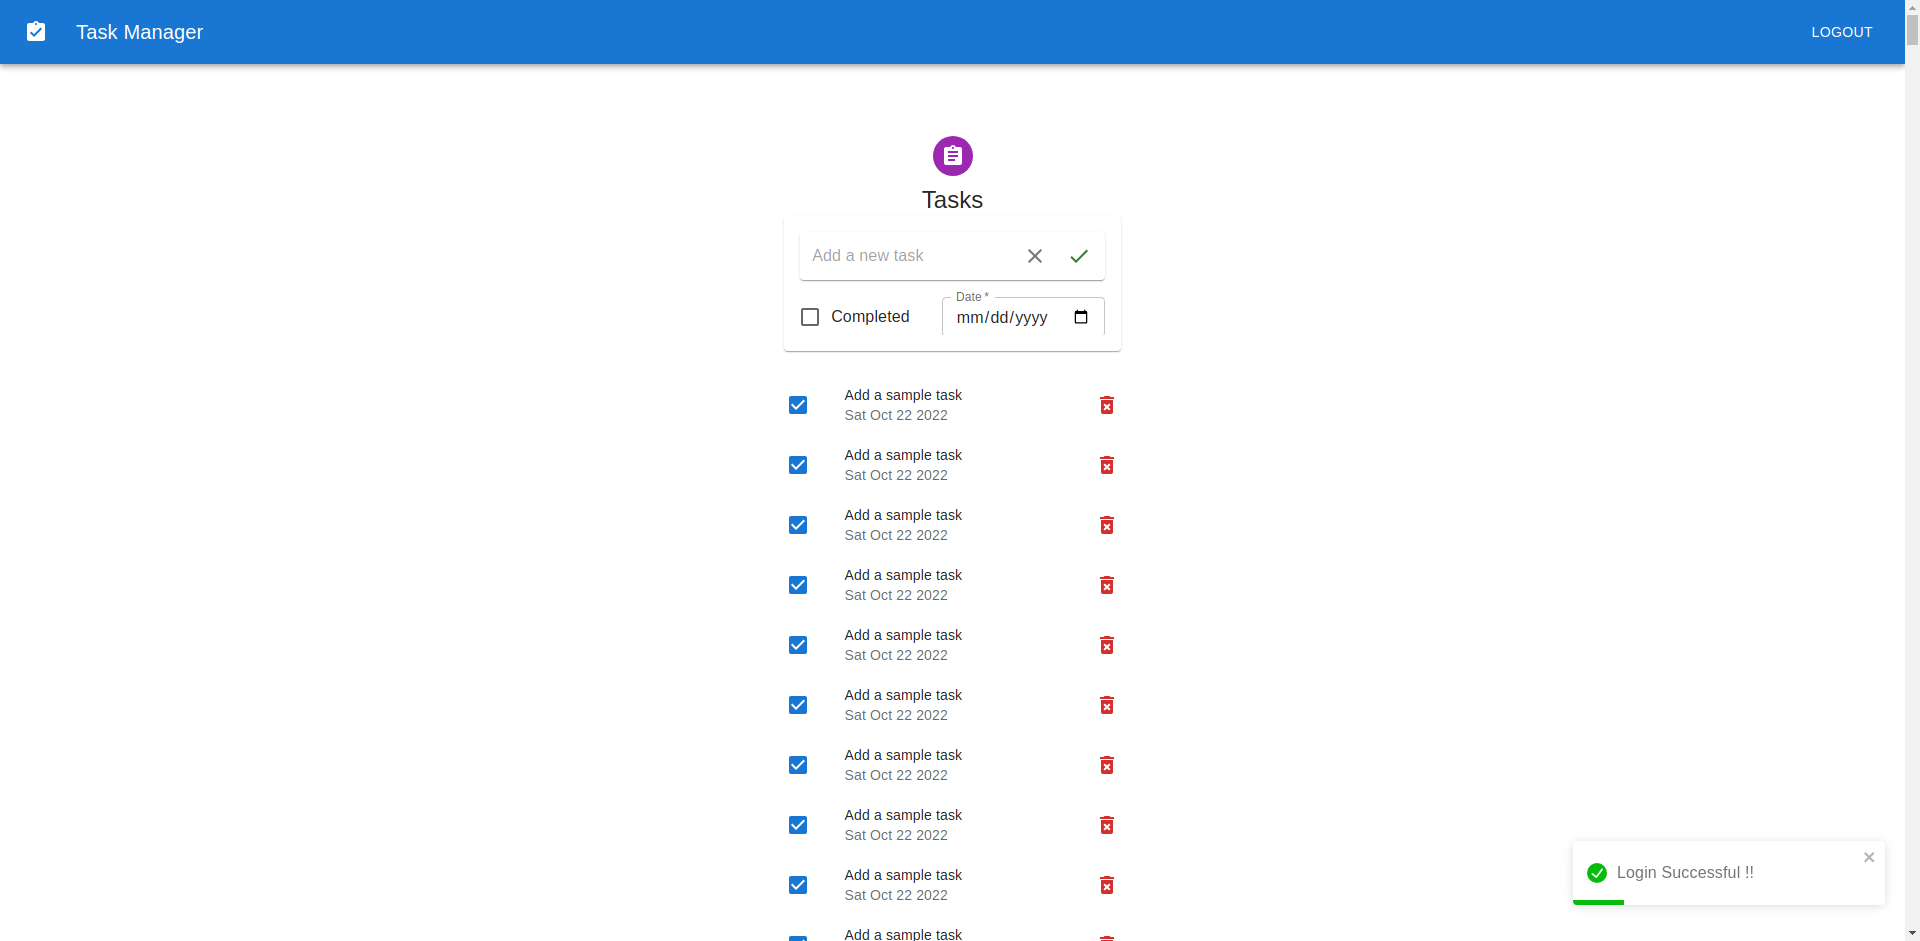 Task Manager
LOGOUT
Tasks
Add a new task
Completed
Date *
mm/dd/yyyy
Add a sample task
Sat Oct 22 2022
Add a sample task
Sat Oct 22 2022
Add a sample task
Sat Oct 22 2022
Add a sample task
Sat Oct 22 2022
Add a sample task
Sat Oct 22 2022
Add a sample task
Sat Oct 22 2022
Add a sample task
Sat Oct 22 2022
Add a sample task
Sat Oct 22 2022
Add a sample task
Sat Oct 22 2022
Add a sample task
Login Successful !!